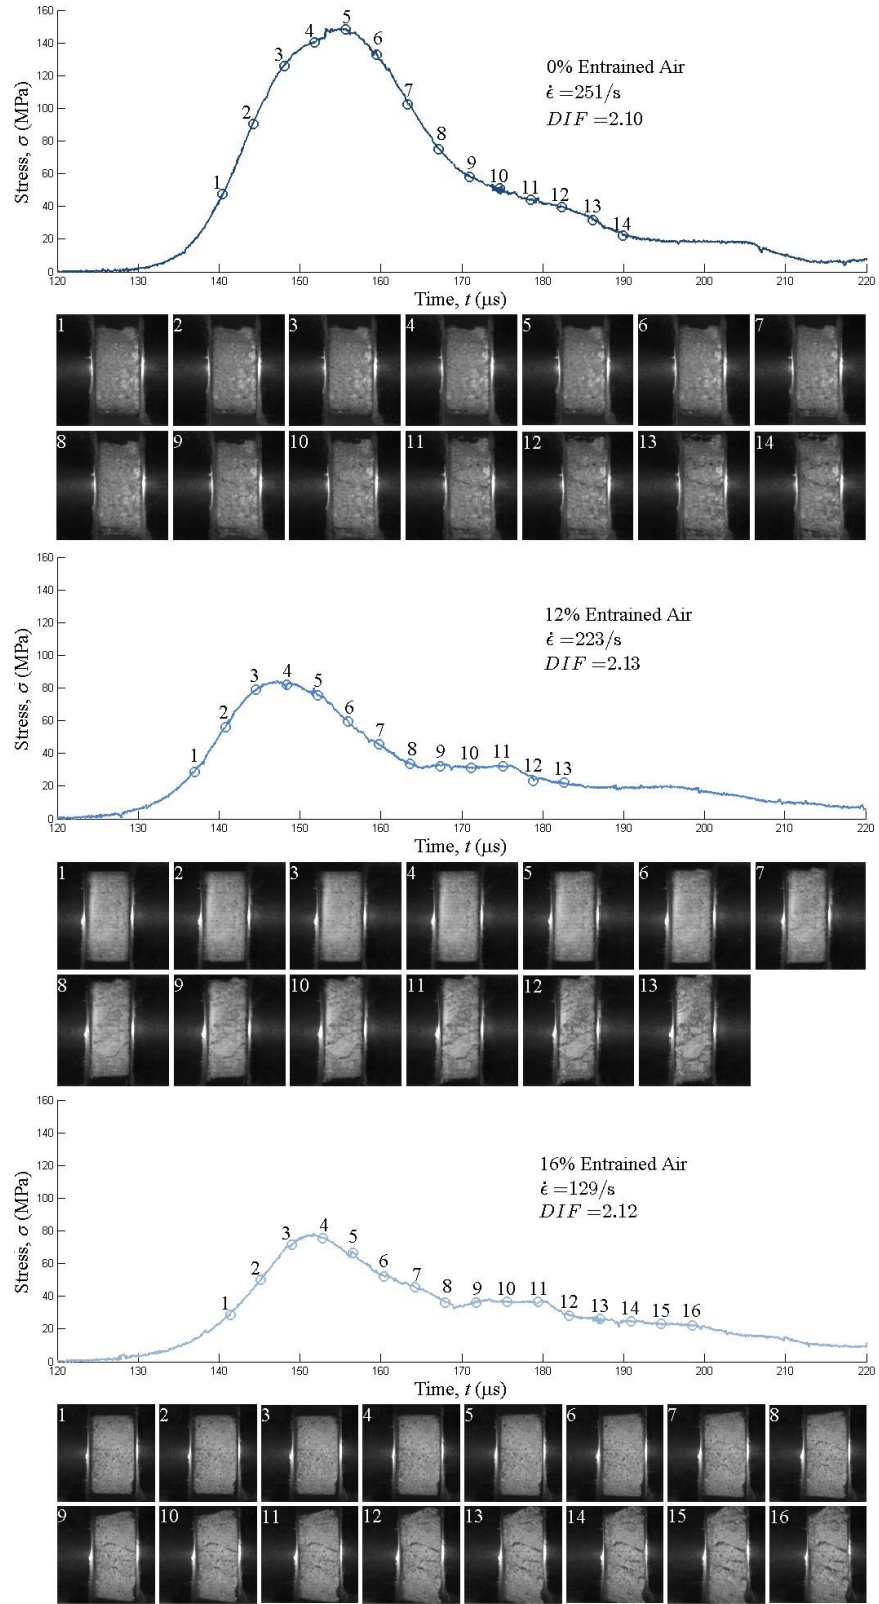 160
140
120
100
80
60
40
20
0
Stress, σ (MPa)
1 2 3 4 5 6 7 8 9 10 11 12 13 14
0% Entrained Air
ε̇ =251/s
DIF =2.10
120 130 140 150 160 170 180 190 200 210 220
Time, t (μs)
1 2 3 4 5 6 7
8 9 10 11 12 13 14
160
140
120
100
80
60
40
20
0
Stress, σ (MPa)
1 2 3 4 5 6 7 8 9 10 11 12 13
12% Entrained Air
ε̇ =223/s
DIF =2.13
120 130 140 150 160 170 180 190 200 210 220
Time, t (μs)
1 2 3 4 5 6 7
8 9 10 11 12 13
160
140
120
100
80
60
40
20
0
Stress, σ (MPa)
1 2 3 4 5 6 7 8 9 10 11 12 13 14 15 16
16% Entrained Air
ε̇ =129/s
DIF =2.12
120 130 140 150 160 170 180 190 200 210 220
Time, t (μs)
1 2 3 4 5 6 7 8
9 10 11 12 13 14 15 16